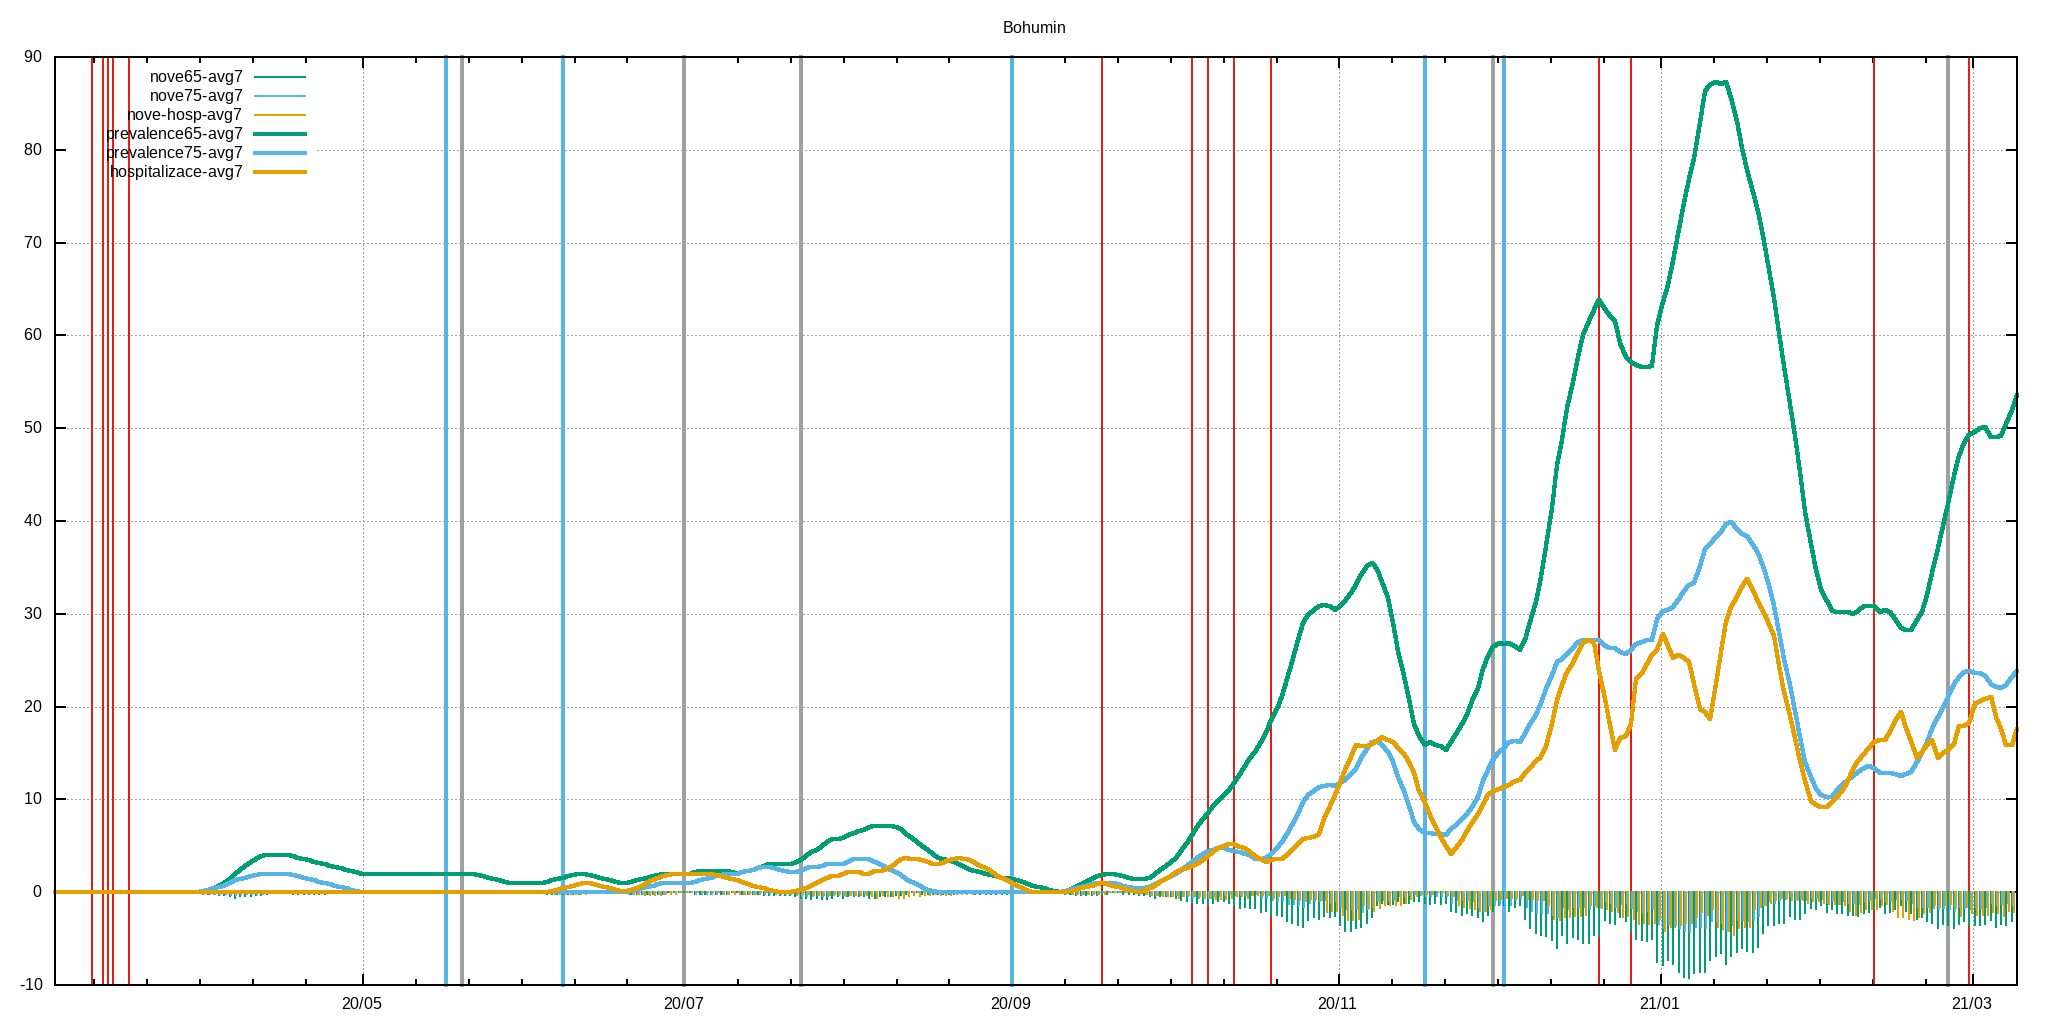 Bohumin
90
80
70
60
50
40
30
20
10
0
-10
nove65-avg7
nove75-avg7
nove-hosp-avg7
prevalence65-avg7
prevalence75-avg7
hospitalizace-avg7
20/05 20/07 20/09 20/11 21/01 21/03